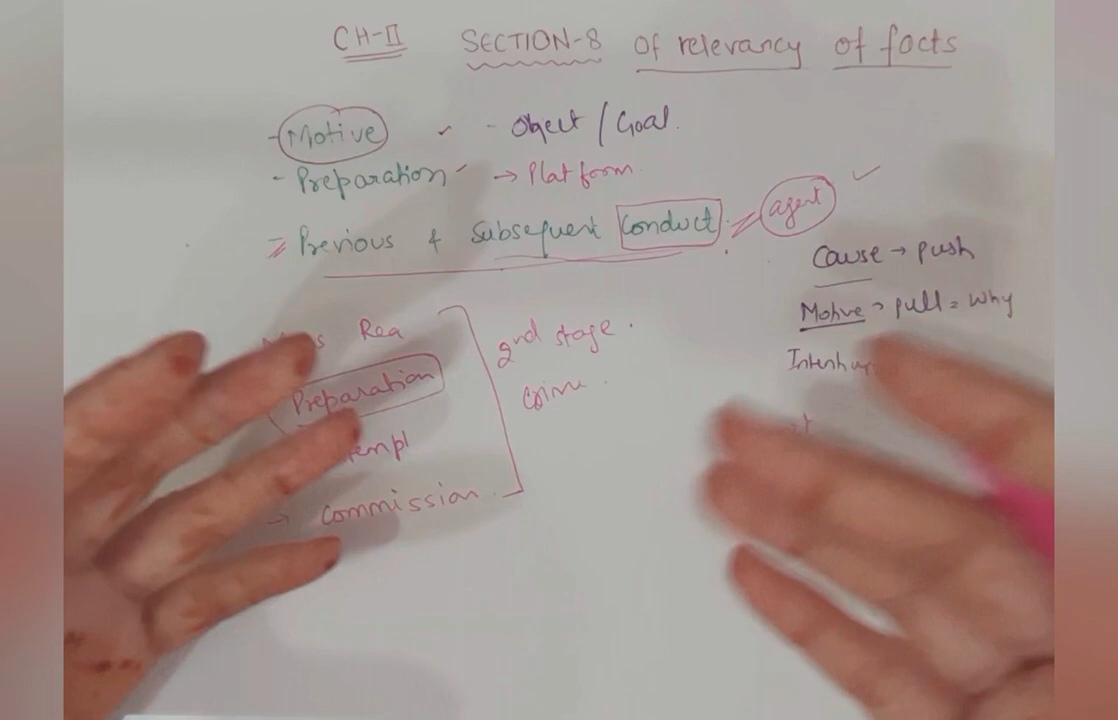 CH-II SECTION-8 Of relevancy of facts
- Motive ✓ - Object / Goal.
- Preparation → Platform
Previous & Subsequent Conduct. agent ✓
Cause → push
Motive > pull = Why
Rea
2nd stage.
Preparation
crime.
→ Commission